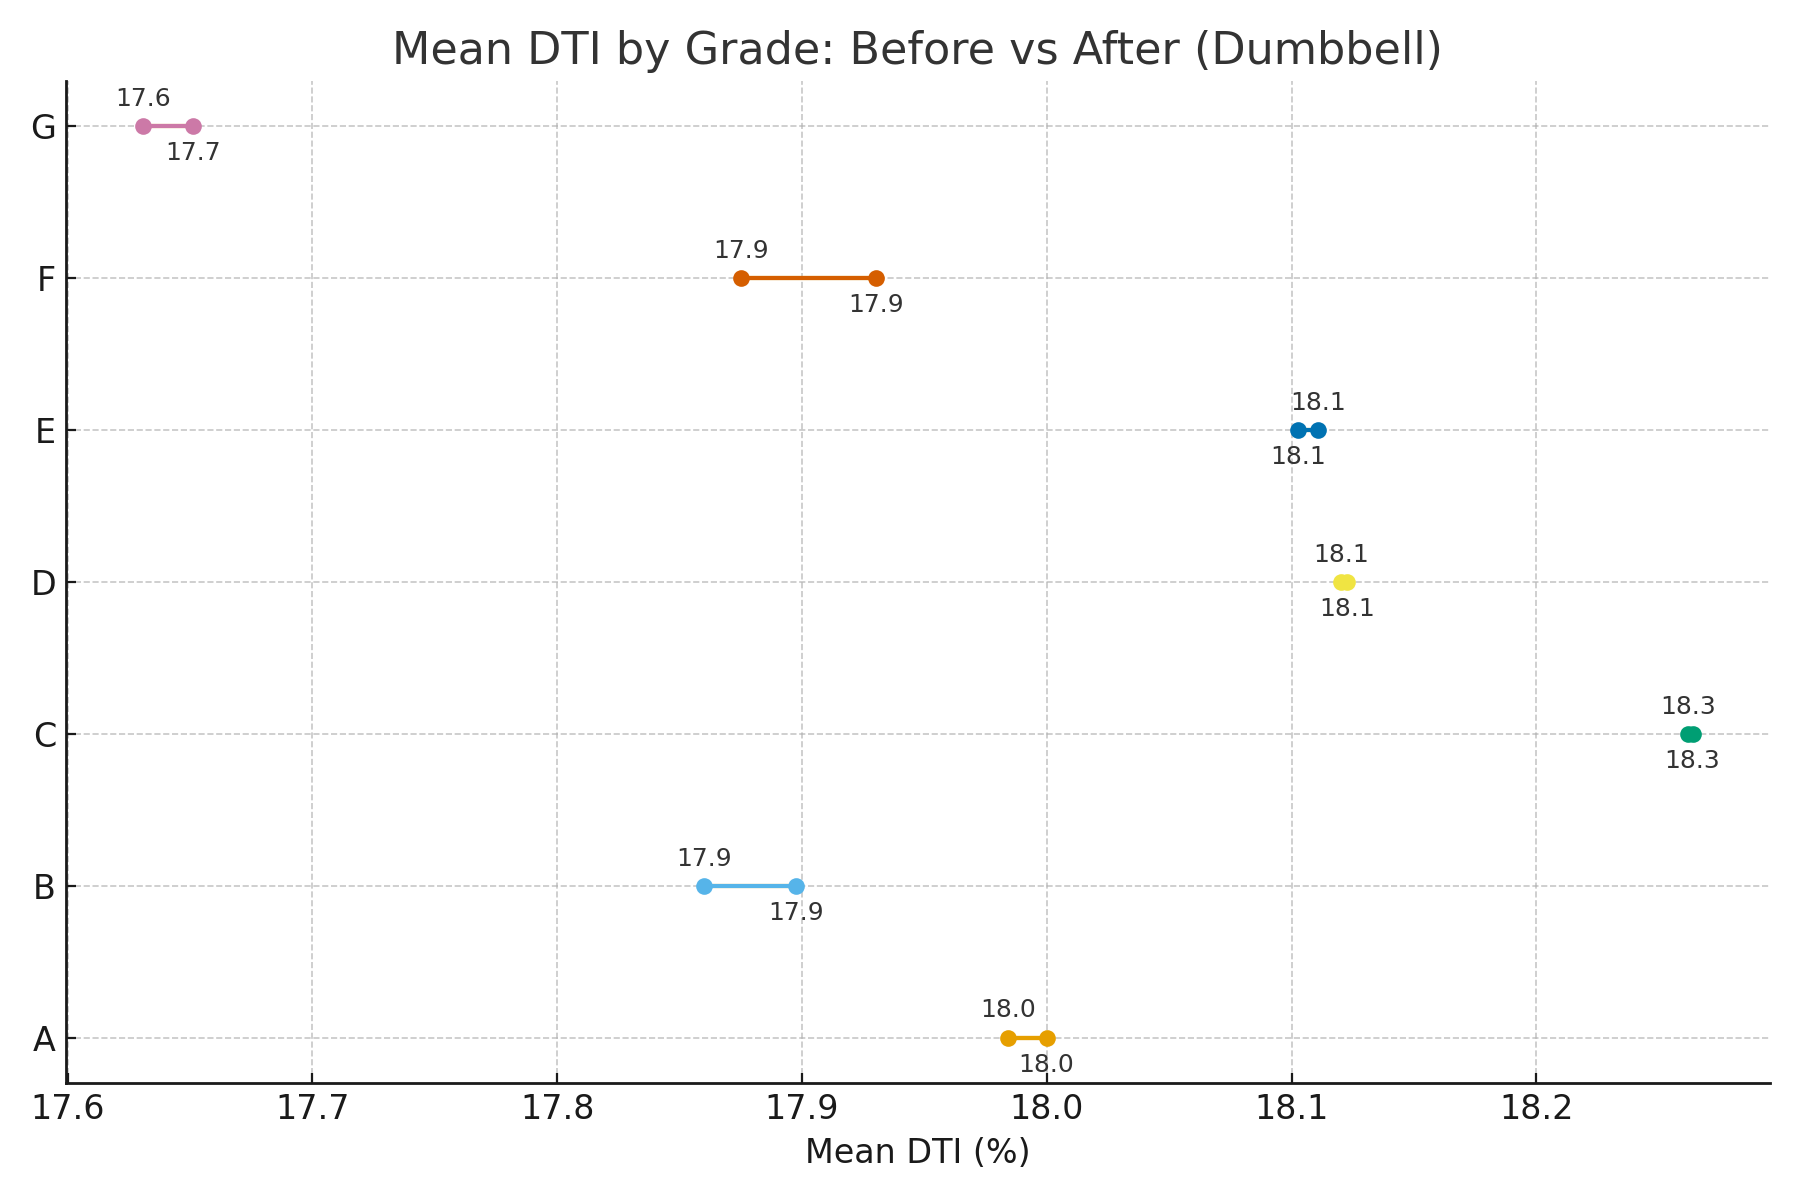 Mean DTI by Grade: Before vs After (Dumbbell)
17.6
G
17.7
17.9
F
17.9
18.1
E
18.1
18.1
D
18.1
18.3
C
18.3
17.9
B
17.9
18.0
A
18.0
17.6 17.7 17.8 17.9 18.0 18.1 18.2
Mean DTI (%)